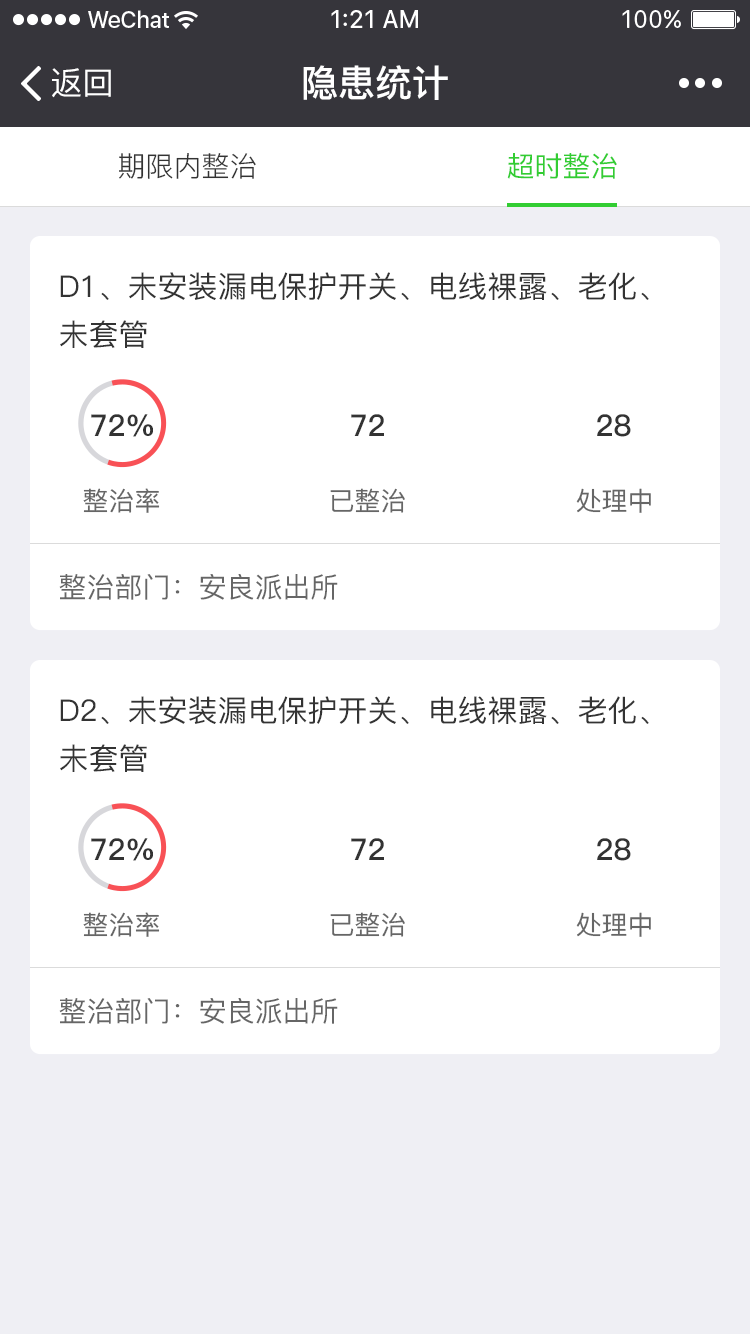 WeChat 1:21 AM 100%
返回 隐患统计
期限内整治 超时整治
D1、未安装漏电保护开关、电线裸露、老化、
未套管
72% 72 28
整治率 已整治 处理中
整治部门：安良派出所
D2、未安装漏电保护开关、电线裸露、老化、
未套管
72% 72 28
整治率 已整治 处理中
整治部门：安良派出所